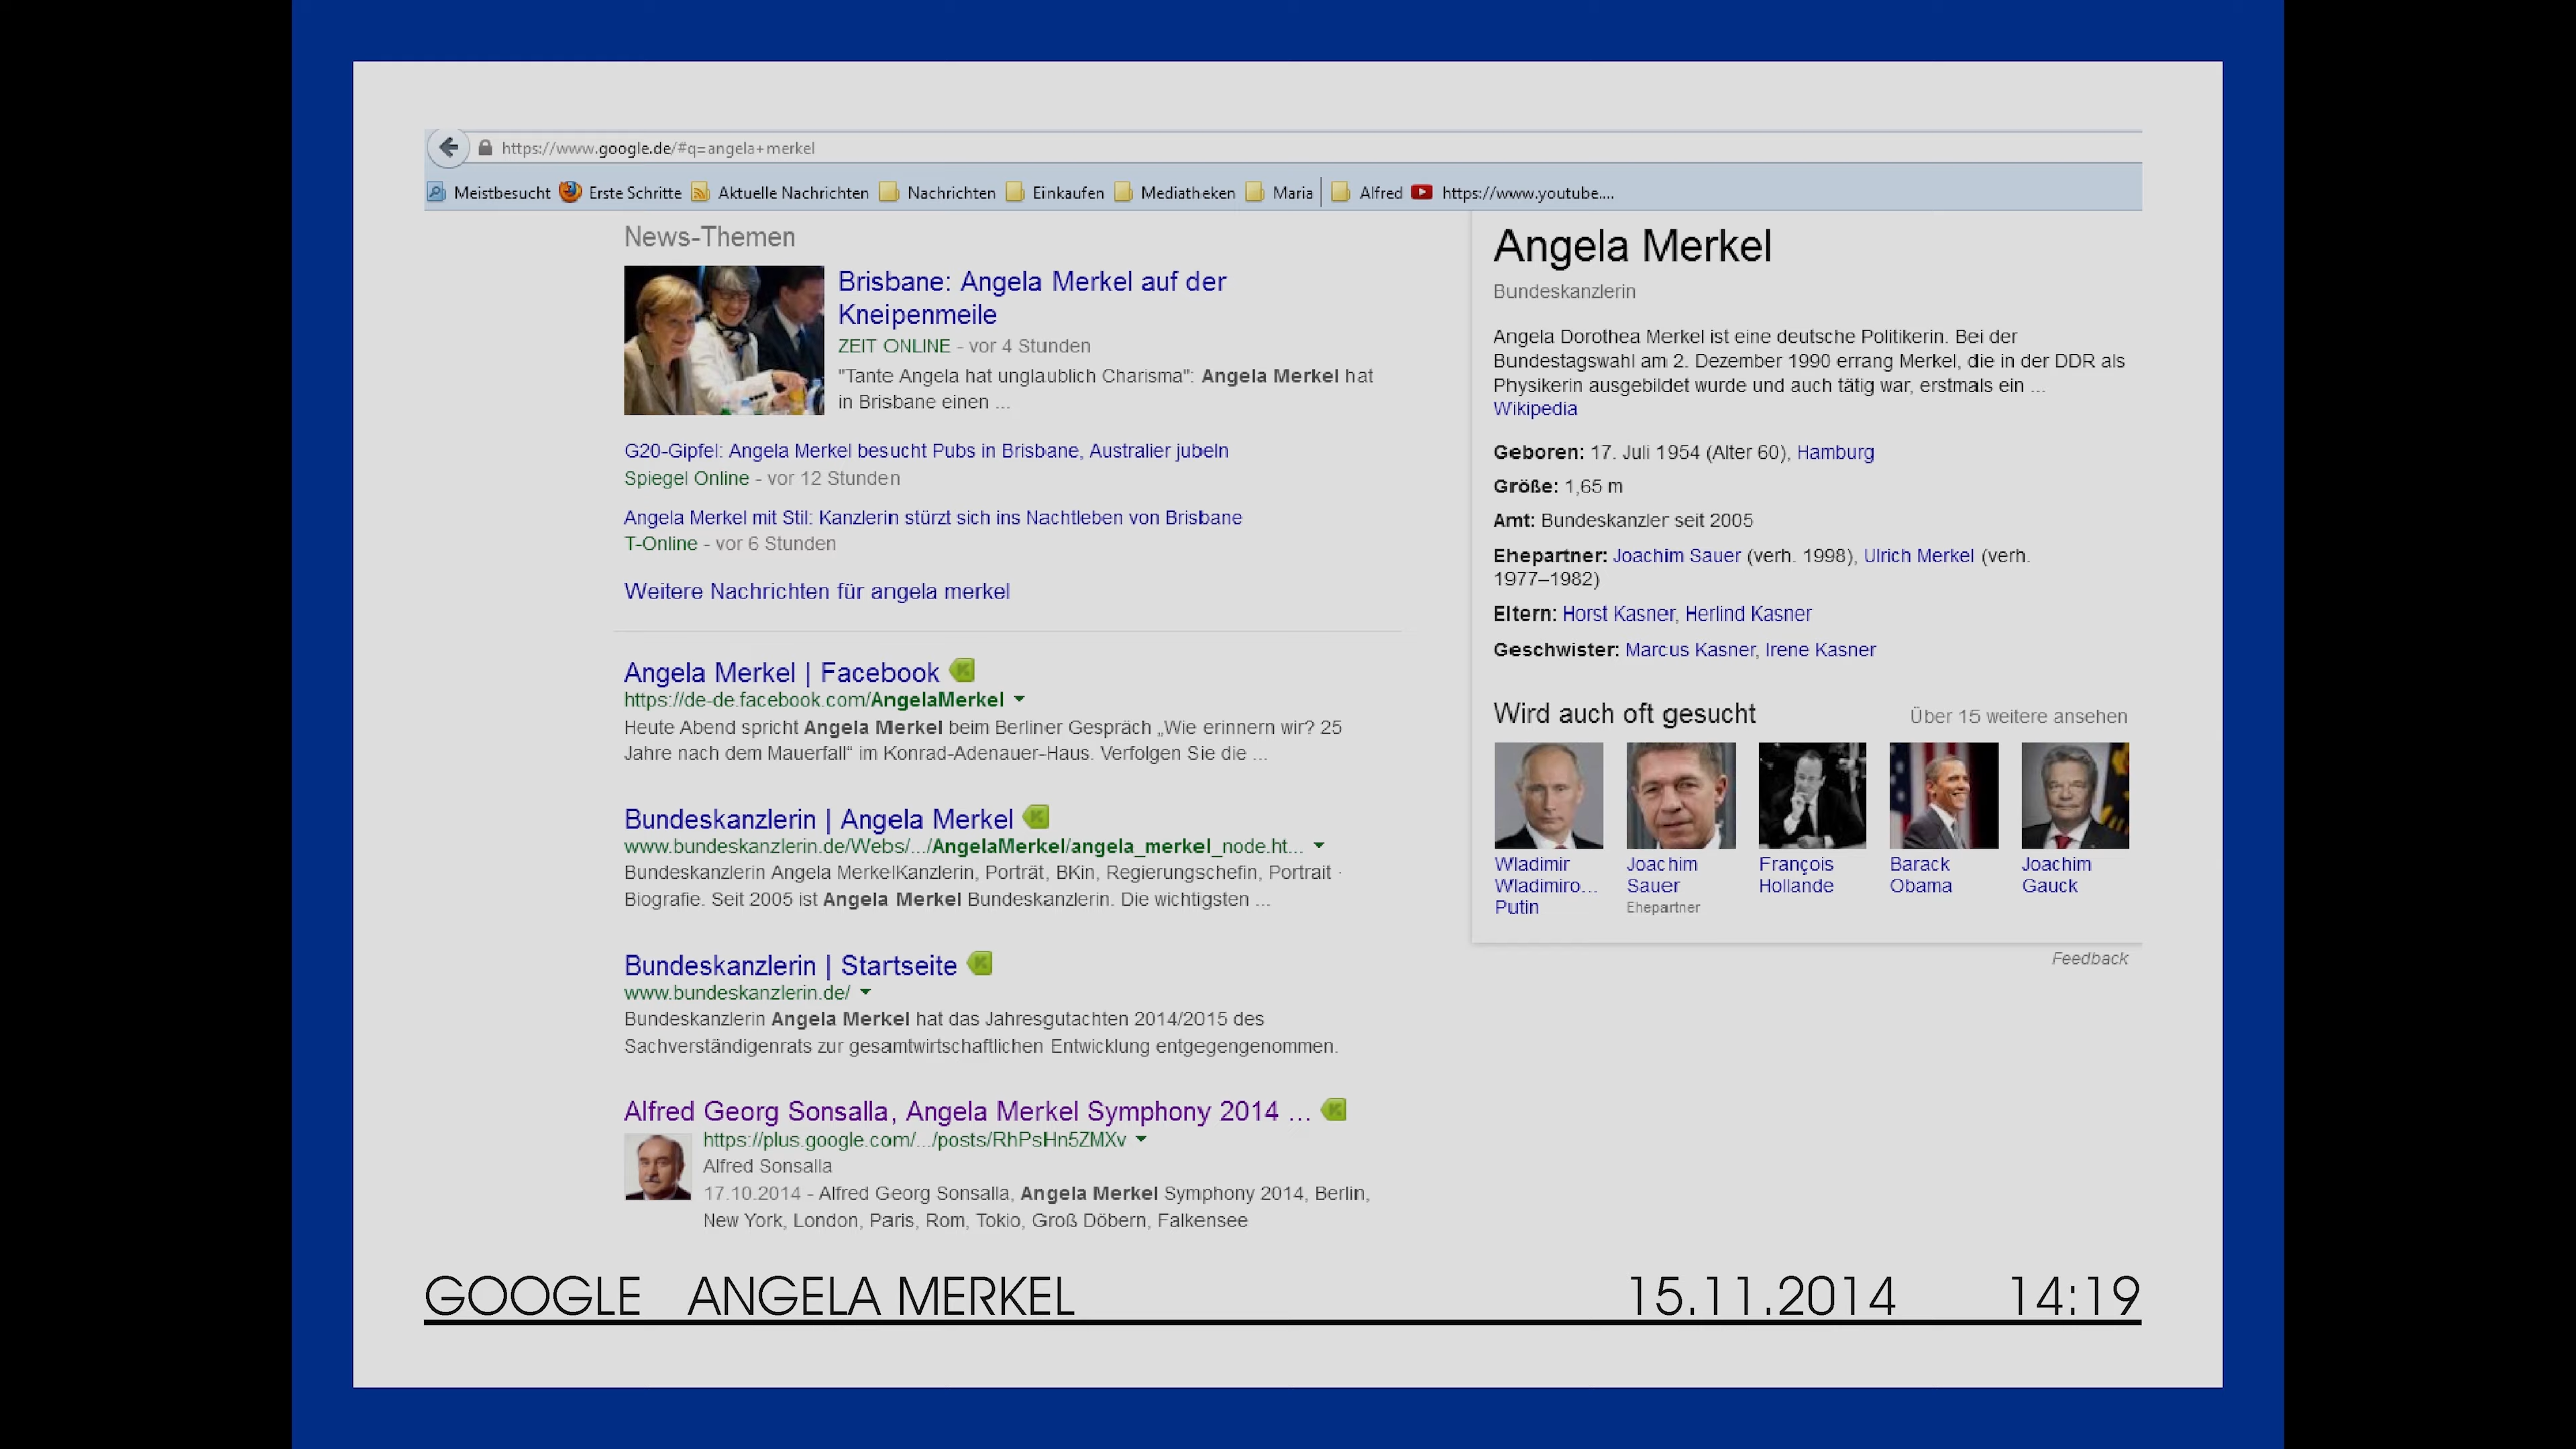 https://www.google.de/#q=angela+merkel
Meistbesucht Erste Schritte Aktuelle Nachrichten Nachrichten Einkaufen Mediatheken Maria Alfred https://www.youtube....
News-Themen
Brisbane: Angela Merkel auf der
Kneipenmeile
ZEIT ONLINE - vor 4 Stunden
"Tante Angela hat unglaublich Charisma": Angela Merkel hat
in Brisbane einen ...
G20-Gipfel: Angela Merkel besucht Pubs in Brisbane, Australier jubeln
Spiegel Online - vor 12 Stunden
Angela Merkel mit Stil: Kanzlerin stürzt sich ins Nachtleben von Brisbane
T-Online - vor 6 Stunden
Weitere Nachrichten für angela merkel
Angela Merkel | Facebook
https://de-de.facebook.com/AngelaMerkel
Heute Abend spricht Angela Merkel beim Berliner Gespräch „Wie erinnern wir? 25
Jahre nach dem Mauerfall“ im Konrad-Adenauer-Haus. Verfolgen Sie die ...
Bundeskanzlerin | Angela Merkel
www.bundeskanzlerin.de/Webs/.../AngelaMerkel/angela_merkel_node.ht...
Bundeskanzlerin Angela MerkelKanzlerin, Porträt, BKin, Regierungschefin, Portrait ·
Biografie. Seit 2005 ist Angela Merkel Bundeskanzlerin. Die wichtigsten ...
Bundeskanzlerin | Startseite
www.bundeskanzlerin.de/
Bundeskanzlerin Angela Merkel hat das Jahresgutachten 2014/2015 des
Sachverständigenrats zur gesamtwirtschaftlichen Entwicklung entgegengenommen.
Alfred Georg Sonsalla, Angela Merkel Symphony 2014 ...
https://plus.google.com/.../posts/RhPsHn5ZMXv
Alfred Sonsalla
17.10.2014 - Alfred Georg Sonsalla, Angela Merkel Symphony 2014, Berlin,
New York, London, Paris, Rom, Tokio, Groß Döbern, Falkensee
Angela Merkel
Bundeskanzlerin
Angela Dorothea Merkel ist eine deutsche Politikerin. Bei der
Bundestagswahl am 2. Dezember 1990 errang Merkel, die in der DDR als
Physikerin ausgebildet wurde und auch tätig war, erstmals ein ...
Wikipedia
Geboren: 17. Juli 1954 (Alter 60), Hamburg
Größe: 1,65 m
Amt: Bundeskanzler seit 2005
Ehepartner: Joachim Sauer (verh. 1998), Ulrich Merkel (verh.
1977–1982)
Eltern: Horst Kasner, Herlind Kasner
Geschwister: Marcus Kasner, Irene Kasner
Wird auch oft gesucht Über 15 weitere ansehen
Wladimir Joachim François Barack Joachim
Wladimiro... Sauer Hollande Obama Gauck
Putin Ehepartner
Feedback
GOOGLE ANGELA MERKEL 15.11.2014 14:19